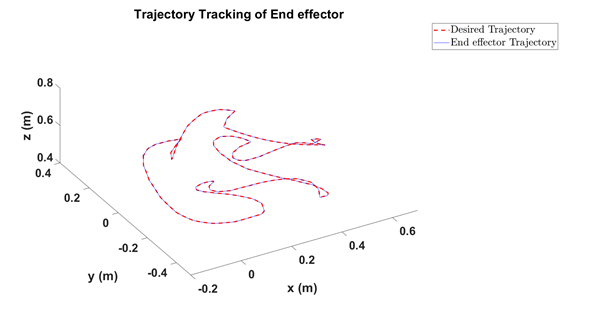 Trajectory Tracking of End effector
Desired Trajectory
End effector Trajectory
0.8
0.6
0.4
z (m)
0.4
0.2
0
-0.2
-0.4
y (m)
-0.2
0
0.2
0.4
0.6
x (m)